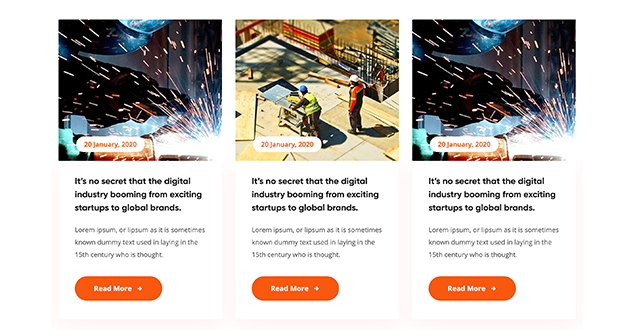 20 January, 2020
It's no secret that the digital
industry booming from exciting
startups to global brands.
Lorem ipsum, or lipsum as it is sometimes
known dummy text used in laying in the
15th century who is thought.
Read More →
20 January, 2020
It's no secret that the digital
industry booming from exciting
startups to global brands.
Lorem ipsum, or lipsum as it is sometimes
known dummy text used in laying in the
15th century who is thought.
Read More →
20 January, 2020
It's no secret that the digital
industry booming from exciting
startups to global brands.
Lorem ipsum, or lipsum as it is sometimes
known dummy text used in laying in the
15th century who is thought.
Read More →